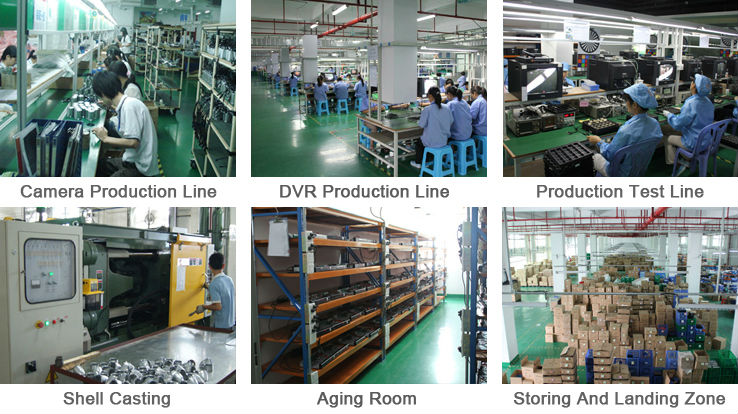 Camera Production Line
DVR Production Line
Production Test Line
Shell Casting
Aging Room
Storing And Landing Zone